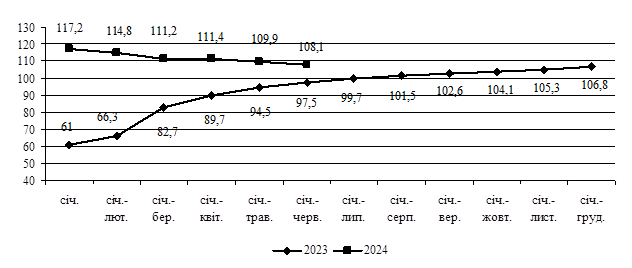 130
120
110
100
90
80
70
60
50
40
117,2
114,8
111,2
111,4
109,9
108,1
61
66,3
82,7
89,7
94,5
97,5
99,7
101,5
102,6
104,1
105,3
106,8
січ.
січ.-
лют.
січ.-
бер.
січ.-
квіт.
січ.-
трав.
січ.-
черв.
січ.-
лип.
січ.-
серп.
січ.-
вер.
січ.-
жовт.
січ.-
лист.
січ.-
груд.
2023
2024